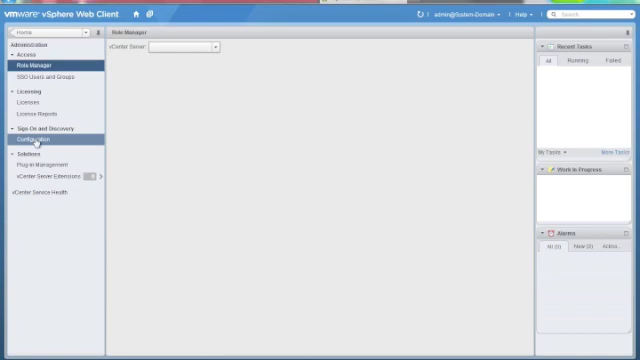 vmware vSphere Web Client
admin@System-Domain
Help
Search
Home
Administration
Access
Role Manager
SSO Users and Groups
Licensing
Licenses
License Reports
Sign-On and Discovery
Configuration
Solutions
Plug-In Management
vCenter Server Extensions
vCenter Service Health
Role Manager
vCenter Server:
Recent Tasks
All Running Failed
My Tasks More Tasks
Work In Progress
Alarms
All (0) New (0) Ackno...